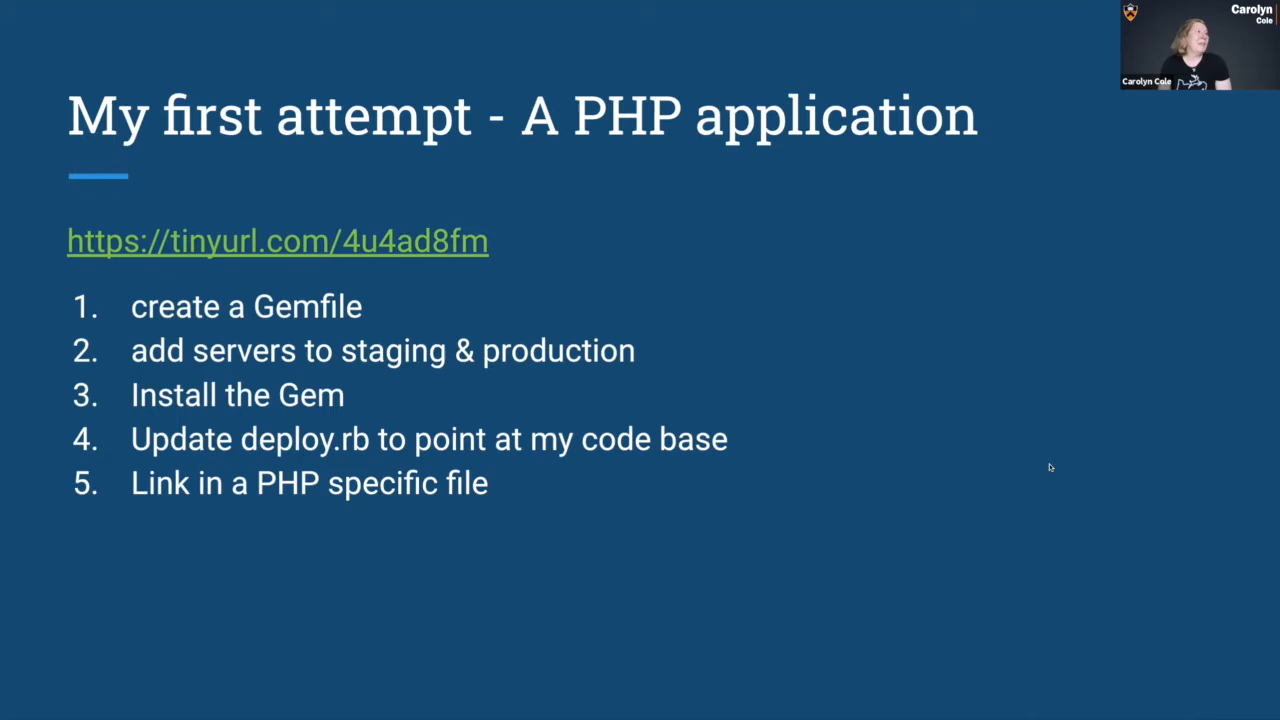 Carolyn
Cole
Carolyn Cole
My first attempt - A PHP application
https://tinyurl.com/4u4ad8fm
1. create a Gemfile
2. add servers to staging & production
3. Install the Gem
4. Update deploy.rb to point at my code base
5. Link in a PHP specific file